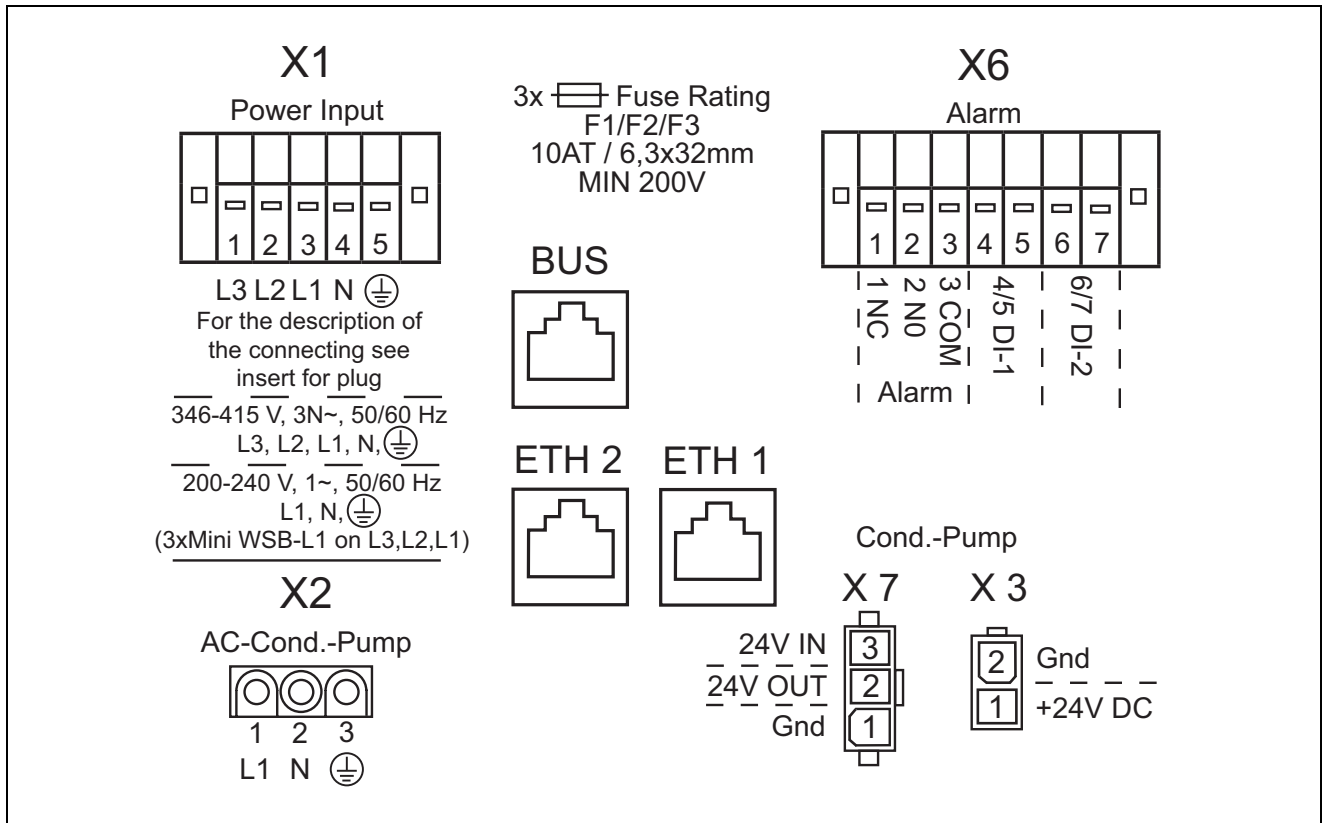 X1
Power Input
1 2 3 4 5
L3 L2 L1 N
For the description of
the connecting see
insert for plug
346-415 V, 3N~, 50/60 Hz
L3, L2, L1, N,
200-240 V, 1~, 50/60 Hz
L1, N,
(3xMini WSB-L1 on L3,L2,L1)
X2
AC-Cond.-Pump
1 2 3
L1 N
3x Fuse Rating
F1/F2/F3
10AT / 6,3x32mm
MIN 200V
BUS
ETH 2 ETH 1
X6
Alarm
1 2 3 4 5 6 7
1 NC
2 N0
3 COM
4/5 DI-1
6/7 DI-2
Alarm
Cond.-Pump
X 7
24V IN 3
24V OUT 2
Gnd 1
X 3
2 Gnd
1 +24V DC